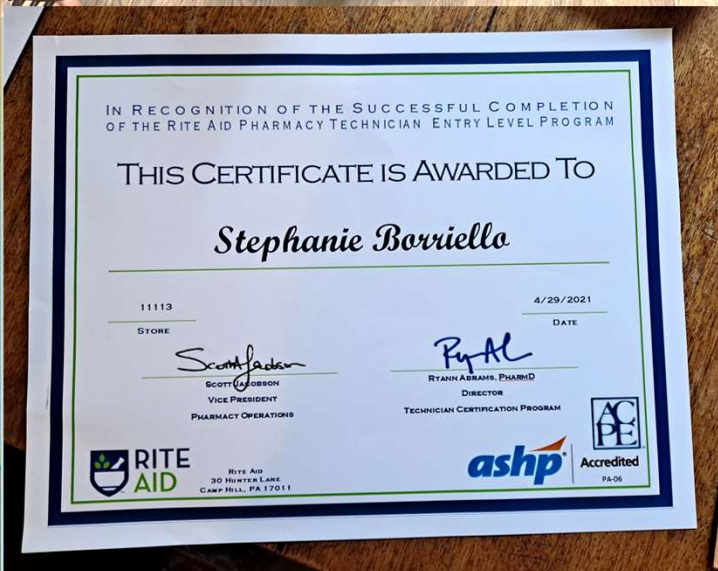 IN RECOGNITION OF THE SUCCESSFUL COMPLETION
OF THE RITE AID PHARMACY TECHNICIAN ENTRY LEVEL PROGRAM
THIS CERTIFICATE IS AWARDED TO
Stephanie Borriello
11113
STORE
4/29/2021
DATE
Scott Jacobson
SCOTT JACOBSON
VICE PRESIDENT
PHARMACY OPERATIONS
RYANN ABRAMS, PHARMD
DIRECTOR
TECHNICIAN CERTIFICATION PROGRAM
RITE
AID
RITE AID
30 HUNTER LANE
CAMP HILL, PA 17011
ashp
ACPE
Accredited
PA-06